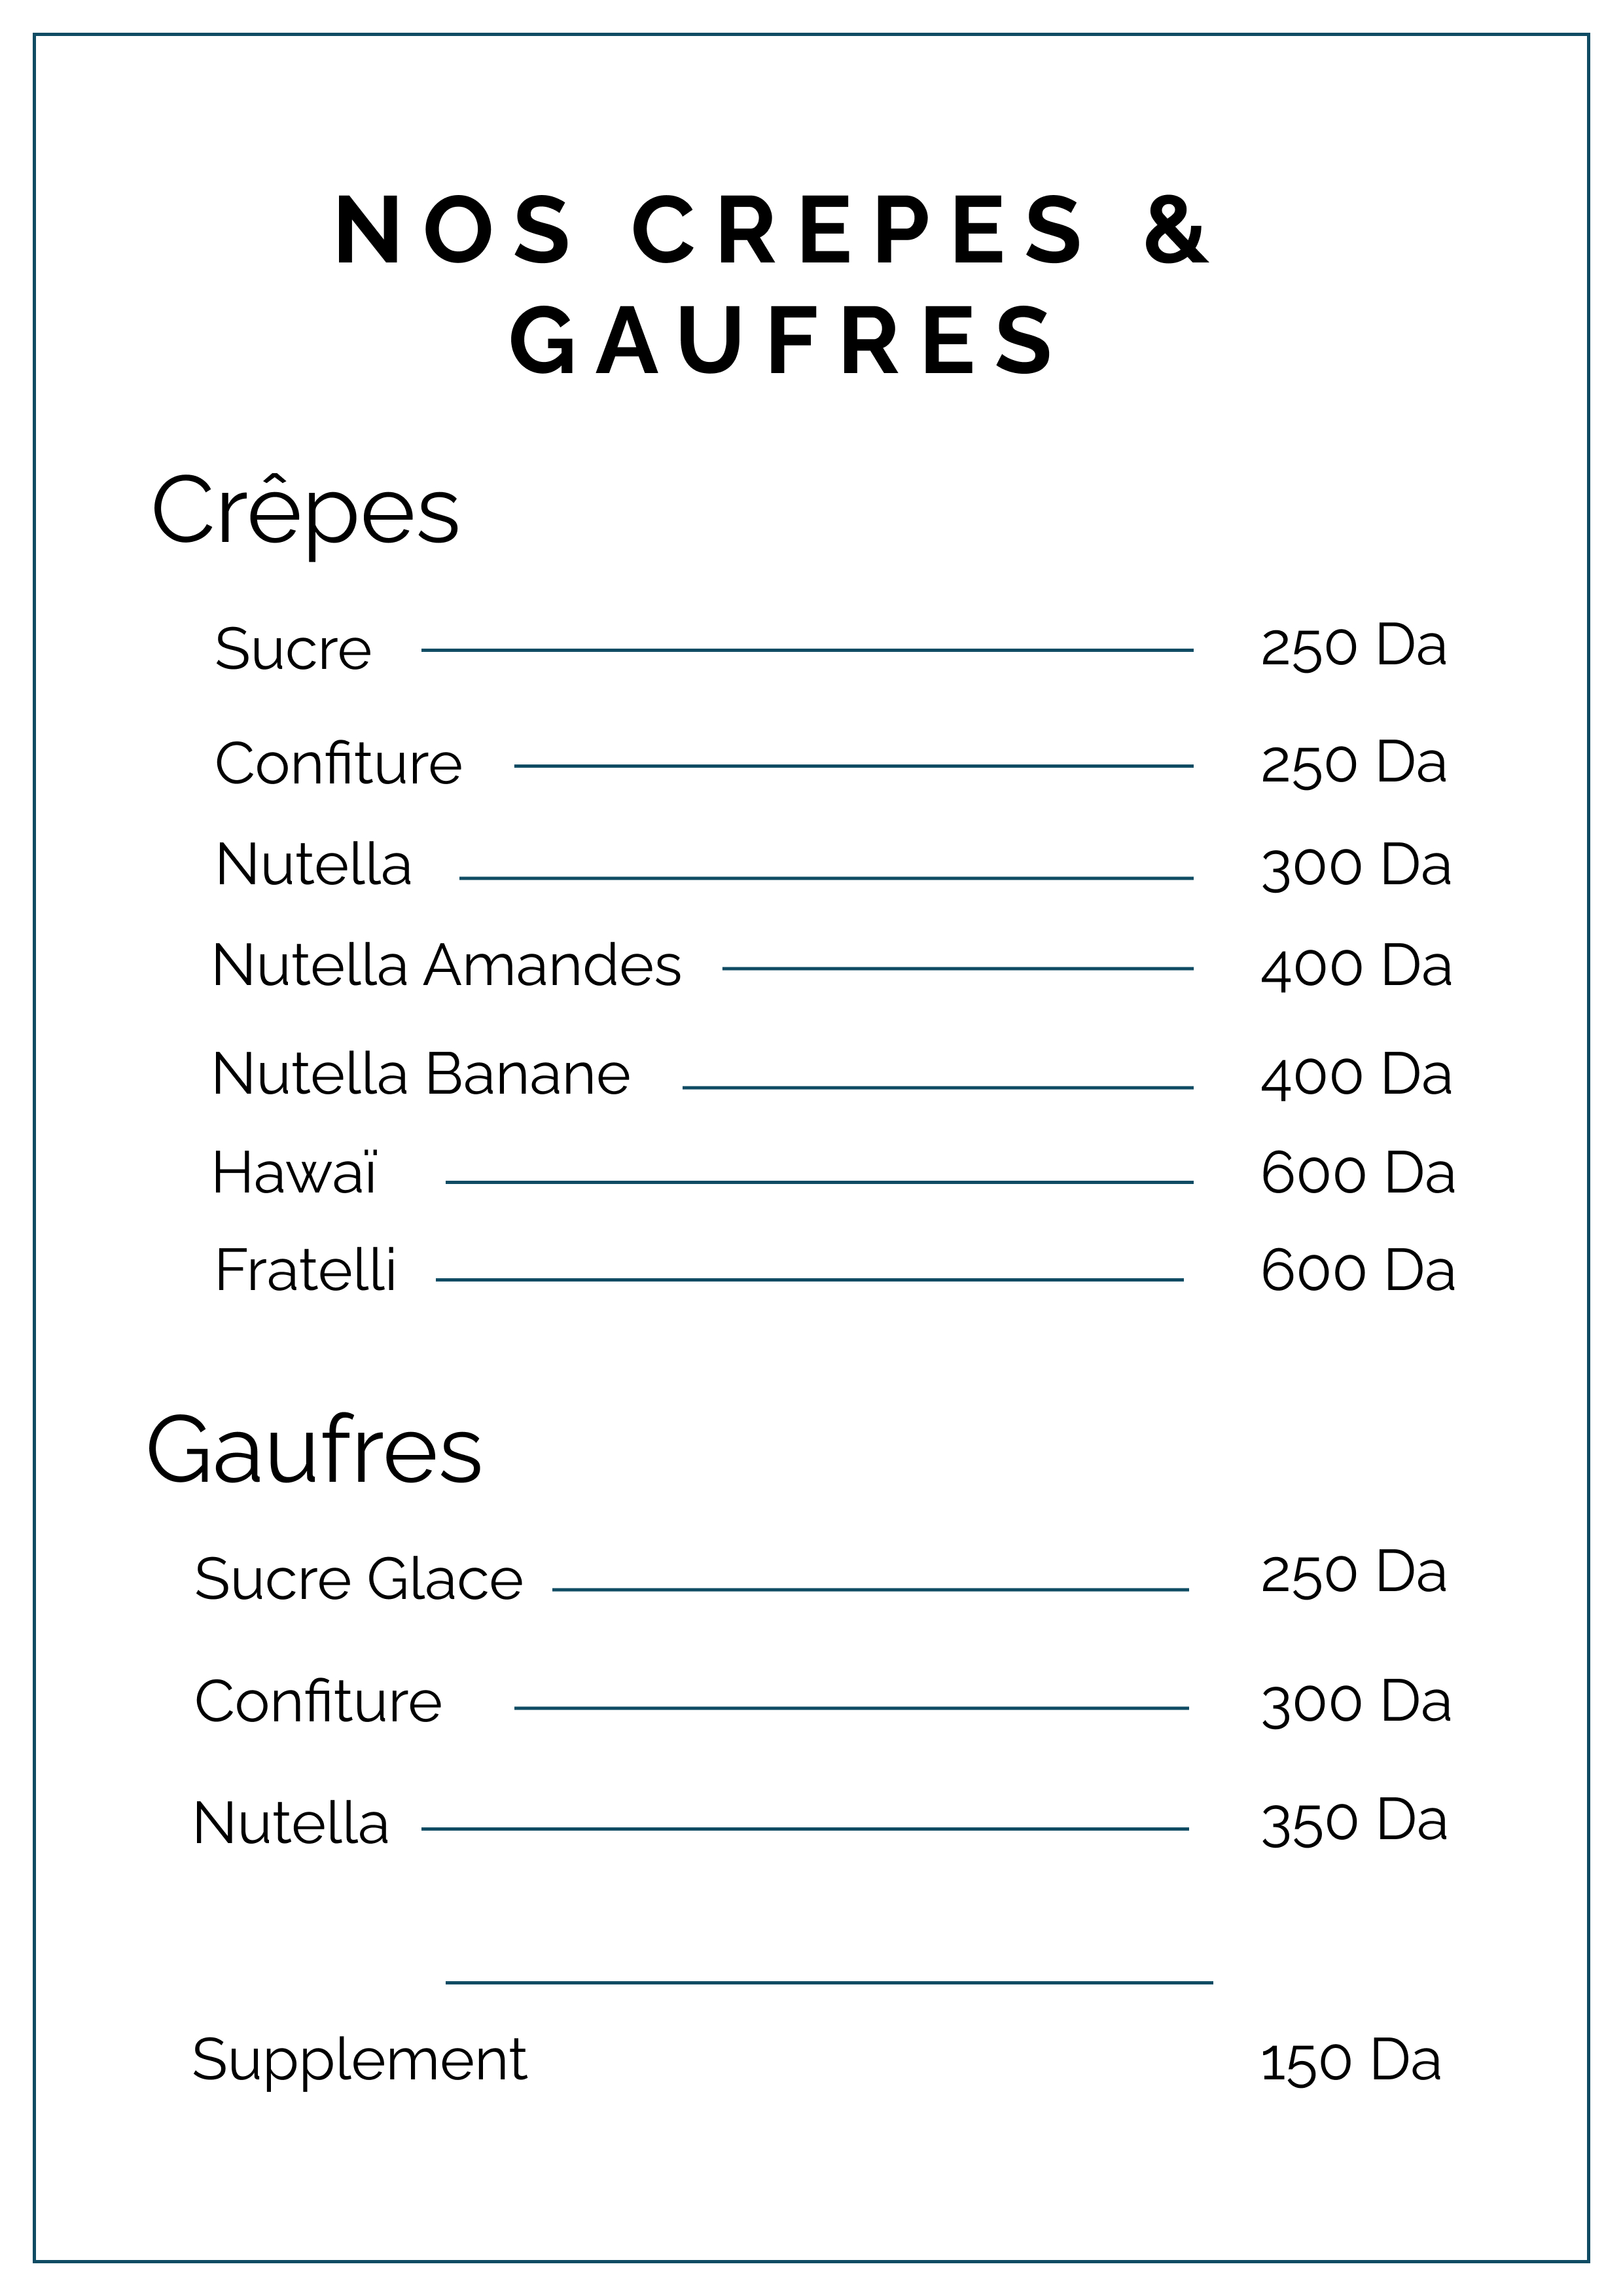 NOS CREPES &
GAUFRES
Crêpes
Sucre 250 Da
Confiture 250 Da
Nutella 300 Da
Nutella Amandes 400 Da
Nutella Banane 400 Da
Hawaï 600 Da
Fratelli 600 Da
Gaufres
Sucre Glace 250 Da
Confiture 300 Da
Nutella 350 Da
Supplement 150 Da